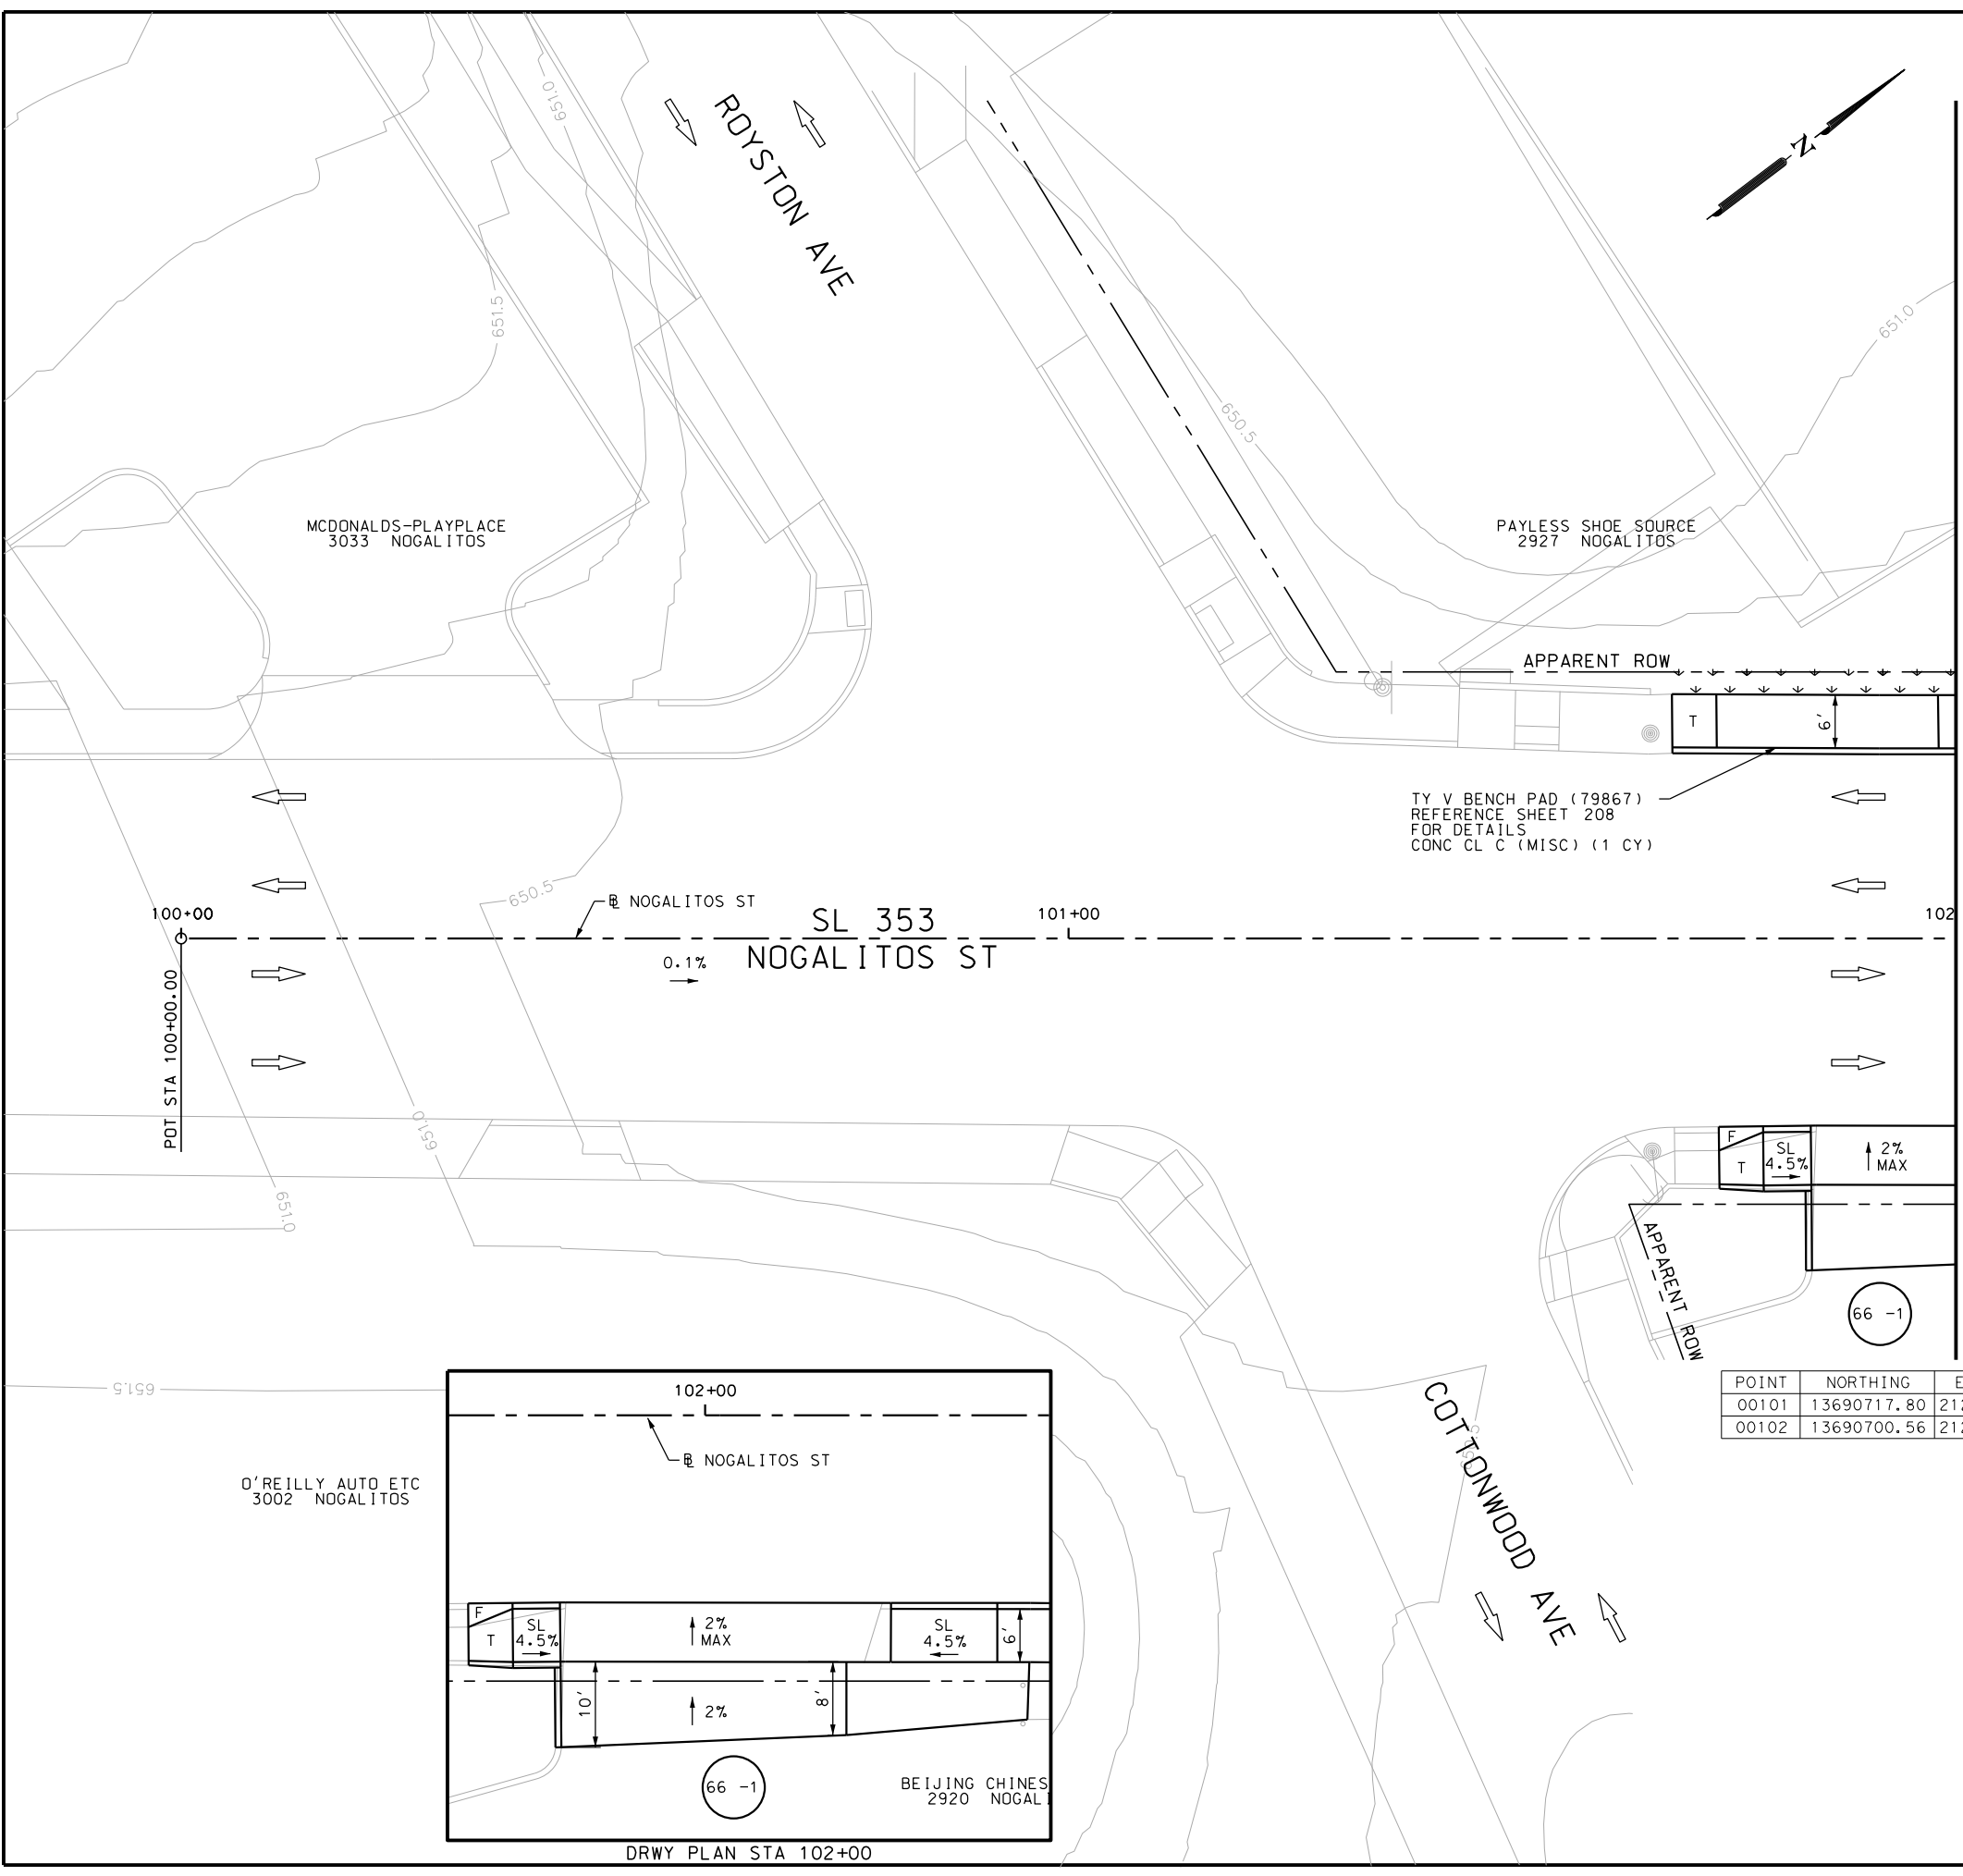 651.0
ROYSTON AVE
N
651.5
651.0
650.5
MCDONALDS-PLAYPLACE
3033 NOGALITOS
PAYLESS SHOE SOURCE
2927 NOGALITOS
APPARENT ROW
T
6'
TY V BENCH PAD (79867)
REFERENCE SHEET 208
FOR DETAILS
CONC CL C (MISC) (1 CY)
650.5
℄ NOGALITOS ST
100+00
SL 353
101+00
102
NOGALITOS ST
0.1%
POT STA 100+00.00
651.0
651.0
F
T
SL
4.5%
2%
MAX
APPARENT ROW
66 -1
651.5
POINT NORTHING E
00101 13690717.80 212
00102 13690700.56 212
102+00
℄ NOGALITOS ST
O'REILLY AUTO ETC
3002 NOGALITOS
COTTONWOOD AVE
F
T
SL
4.5%
2%
MAX
SL
4.5%
6'
10'
8'
2%
66 -1
BEIJING CHINES
2920 NOGALI
DRWY PLAN STA 102+00